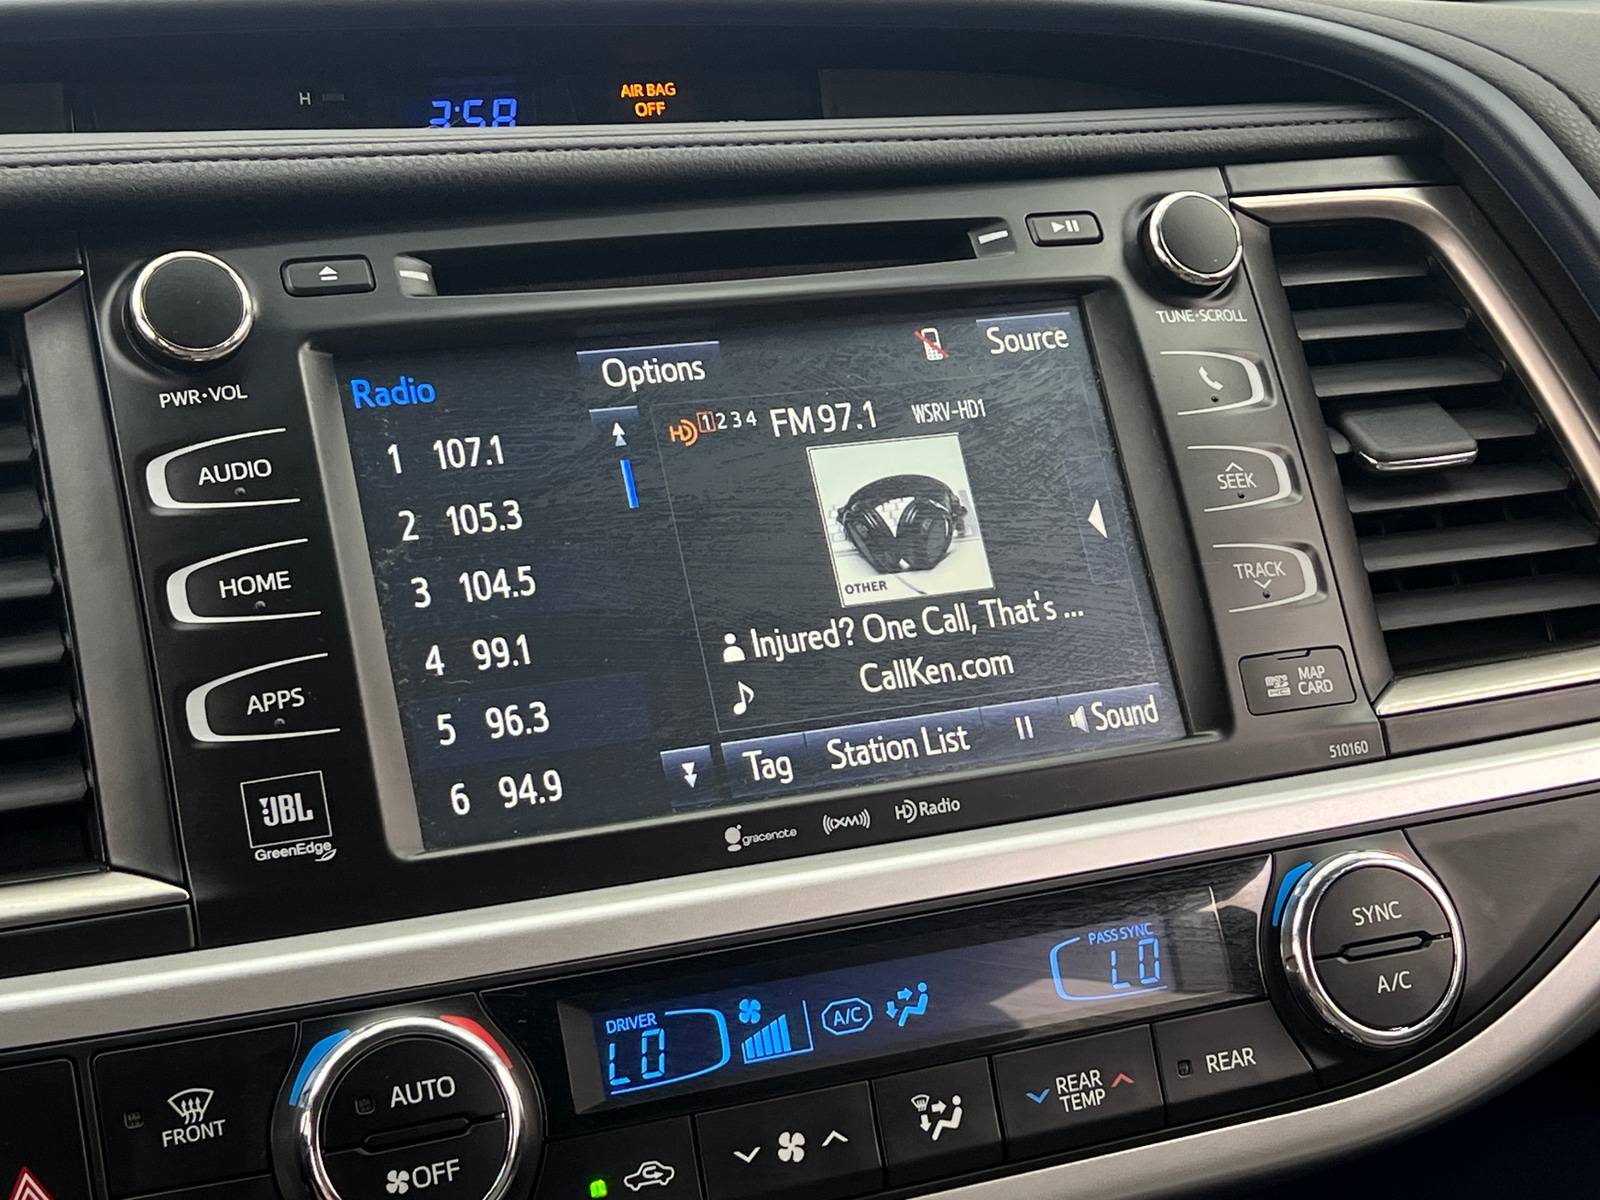 H
3:58
AIR BAG
OFF
PWR•VOL
AUDIO
HOME
APPS
JBL
GreenEdge
Radio
Options
Source
1 107.1
2 105.3
3 104.5
4 99.1
5 96.3
6 94.9
HD 1 2 3 4 FM 97.1 WSRV-HD1
OTHER
Injured? One Call, That's ...
CallKen.com
Tag
Station List
Sound
gracenote
((XM))
HD Radio
TUNE•SCROLL
SEEK
TRACK
MAP
CARD
510160
DRIVER
LO
A/C
PASS SYNC
LO
SYNC
A/C
FRONT
AUTO
OFF
REAR
TEMP
REAR